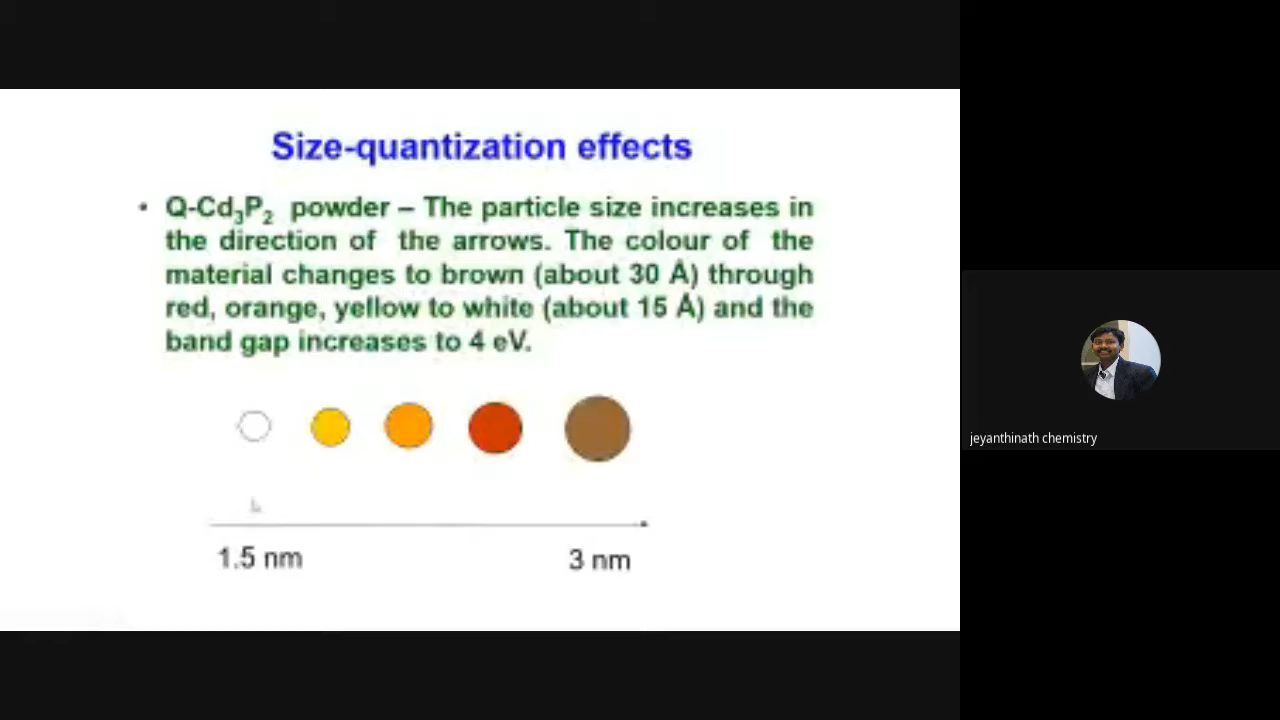 Size-quantization effects
• Q-Cd₃P₂ powder – The particle size increases in
the direction of the arrows. The colour of the
material changes to brown (about 30 Å) through
red, orange, yellow to white (about 15 Å) and the
band gap increases to 4 eV.
1.5 nm
3 nm
jeyanthinath chemistry